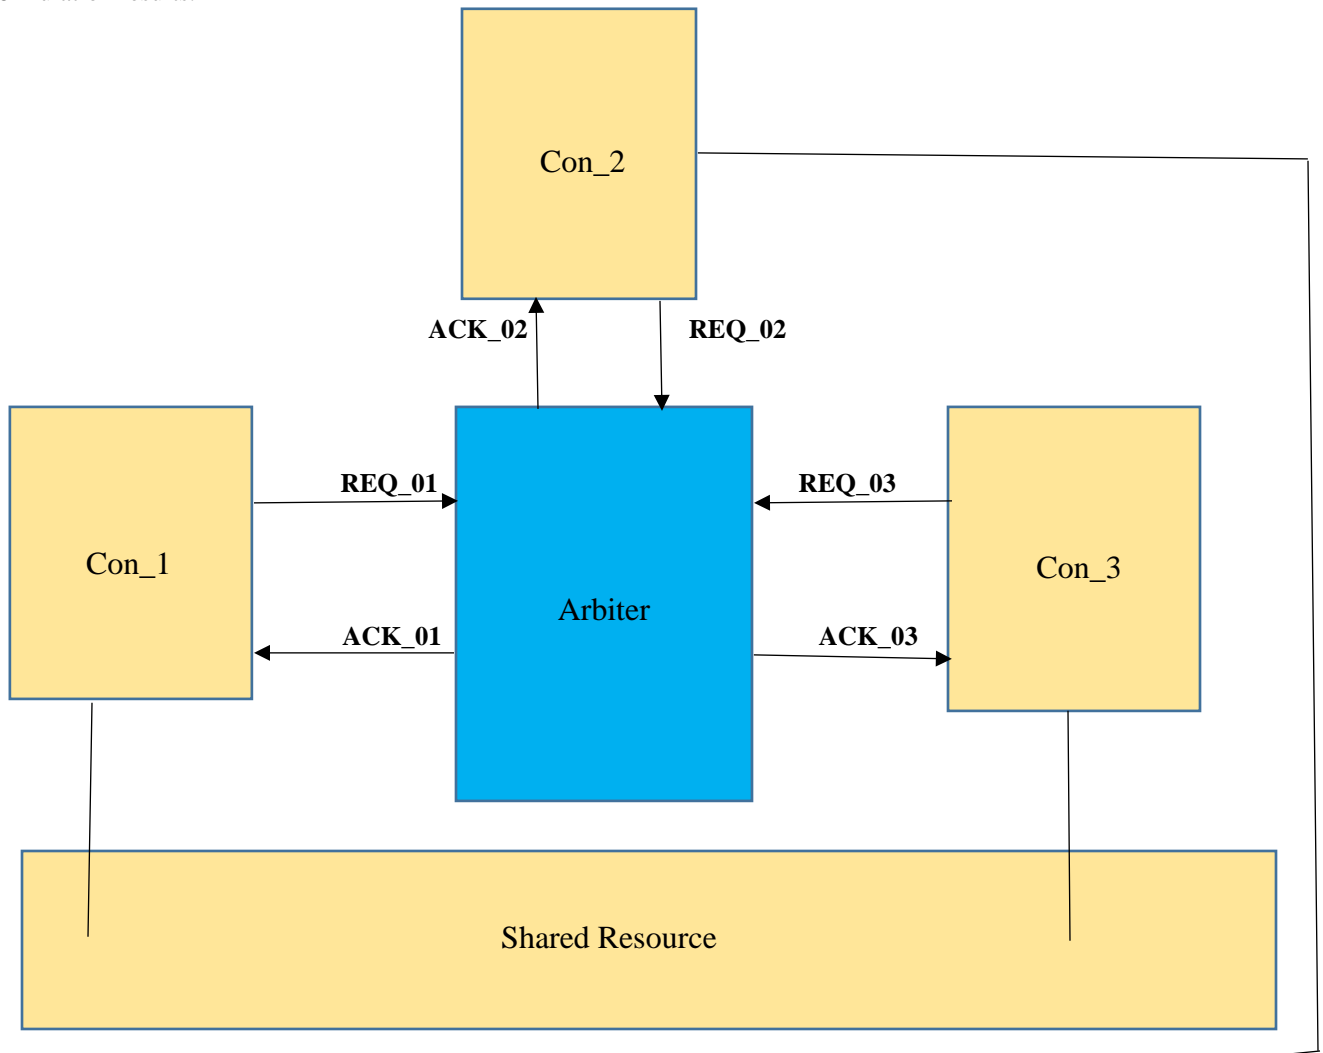 Con_2
ACK_02
REQ_02
REQ_01
REQ_03
Con_1
Con_3
Arbiter
ACK_01
ACK_03
Shared Resource